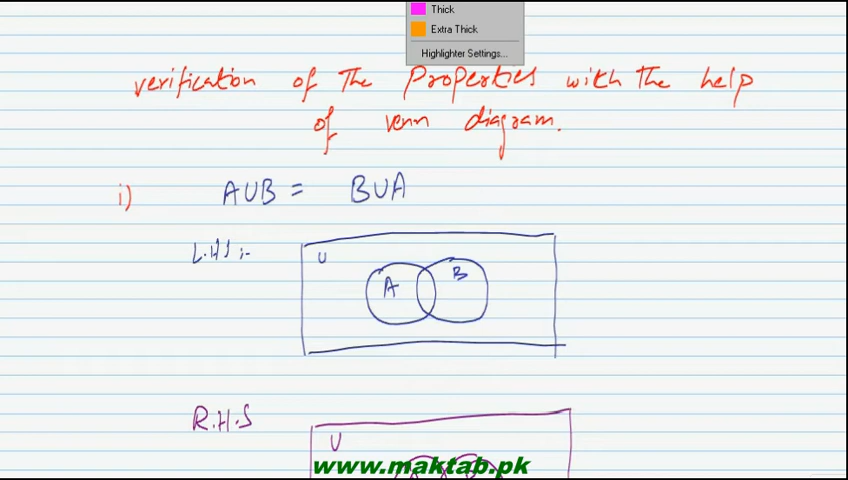 Thick
Extra Thick
Highlighter Settings...
verification of The Properties with the help
of venn diagram.
i) AUB = BUA
L.H.S :-
U
A B
R.H.S
U
www.maktab.pk